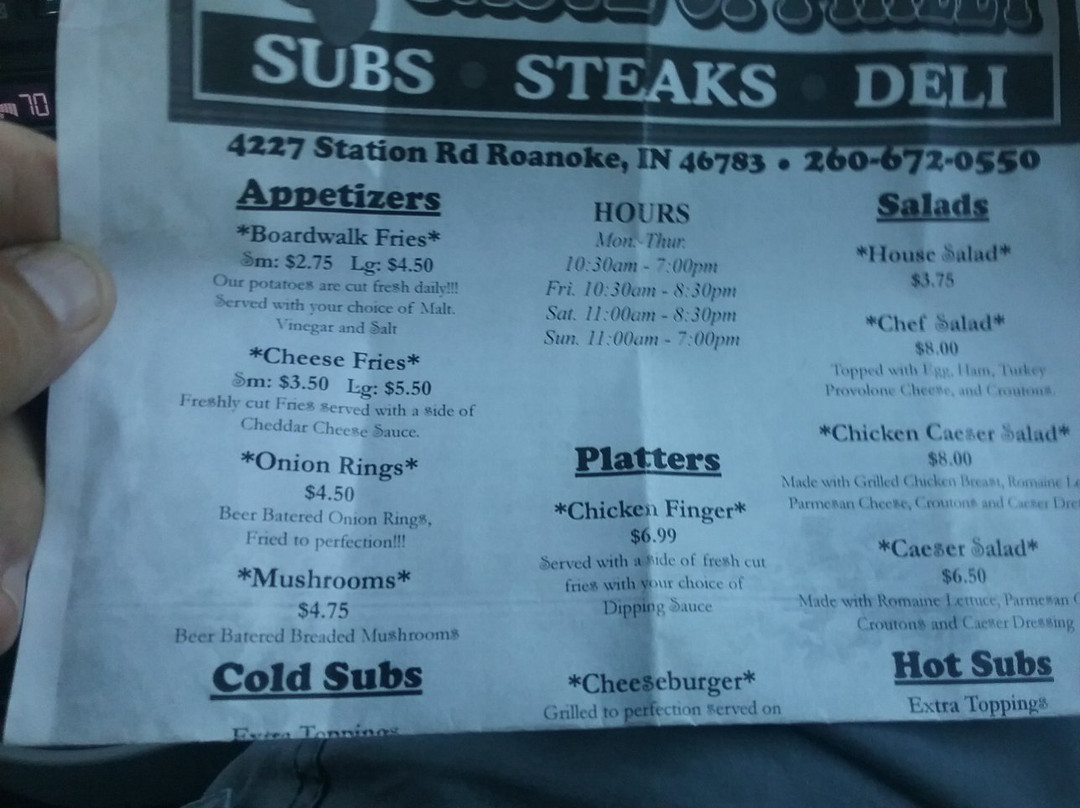 70
SUBS • STEAKS • DELI
4227 Station Rd Roanoke, IN 46783 • 260-672-0550
Appetizers
*Boardwalk Fries*
Sm: $2.75 Lg: $4.50
Our potatoes are cut fresh daily!!!
Served with your choice of Malt.
Vinegar and Salt
*Cheese Fries*
Sm: $3.50 Lg: $5.50
Freshly cut Fries served with a side of
Cheddar Cheese Sauce.
*Onion Rings*
$4.50
Beer Batered Onion Rings,
Fried to perfection!!!
*Mushrooms*
$4.75
Beer Batered Breaded Mushrooms
Cold Subs
Extra Toppings
HOURS
Mon.-Thur.
10:30am - 7:00pm
Fri. 10:30am - 8:30pm
Sat. 11:00am - 8:30pm
Sun. 11:00am - 7:00pm
Platters
*Chicken Finger*
$6.99
Served with a side of fresh cut
fries with your choice of
Dipping Sauce
*Cheeseburger*
Grilled to perfection served on
Salads
*House Salad*
$3.75
*Chef Salad*
$8.00
Topped with Egg, Ham, Turkey
Provolone Cheese, and Croutons.
*Chicken Caeser Salad*
$8.00
Made with Grilled Chicken Breast, Romaine
Parmesan Cheese, Croutons and Caeser
*Caeser Salad*
$6.50
Made with Romaine Lettuce, Parmesan
Croutons and Caeser Dressing
Hot Subs
Extra Toppings